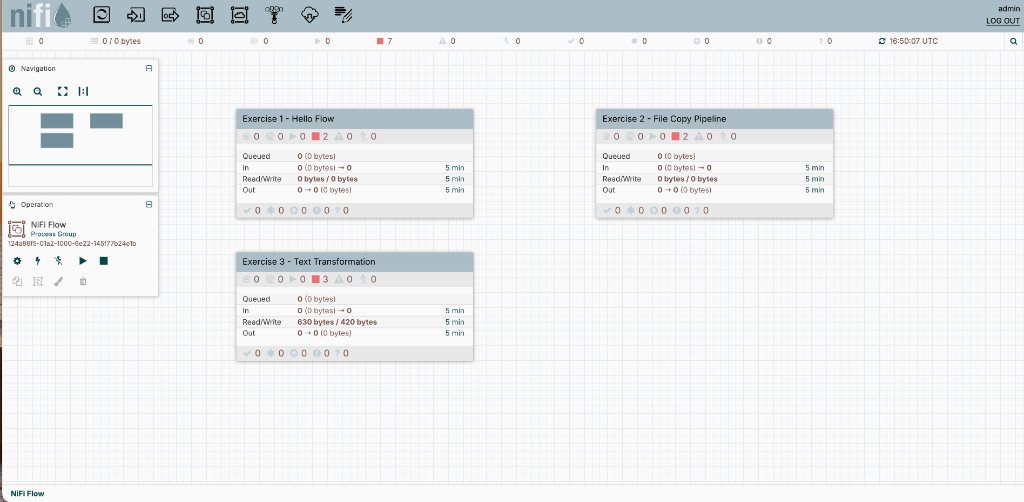 nifi
admin
LOG OUT
0 0 / 0 bytes 0 0 0 7 0 0 0 0 0 0 0 16:50:07 UTC
Navigation
Operation
NiFi Flow
Process Group
124a86f5-01a2-1000-6e22-145f77b24e1b
Exercise 1 - Hello Flow
0 0 0 2 0 0
Queued 0 (0 bytes)
In 0 (0 bytes) → 0 5 min
Read/Write 0 bytes / 0 bytes 5 min
Out 0 → 0 (0 bytes) 5 min
0 0 0 0 ? 0
Exercise 2 - File Copy Pipeline
0 0 0 2 0 0
Queued 0 (0 bytes)
In 0 (0 bytes) → 0 5 min
Read/Write 0 bytes / 0 bytes 5 min
Out 0 → 0 (0 bytes) 5 min
0 0 0 0 ? 0
Exercise 3 - Text Transformation
0 0 0 3 0 0
Queued 0 (0 bytes)
In 0 (0 bytes) → 0 5 min
Read/Write 630 bytes / 420 bytes 5 min
Out 0 → 0 (0 bytes) 5 min
0 0 0 0 ? 0
NiFi Flow